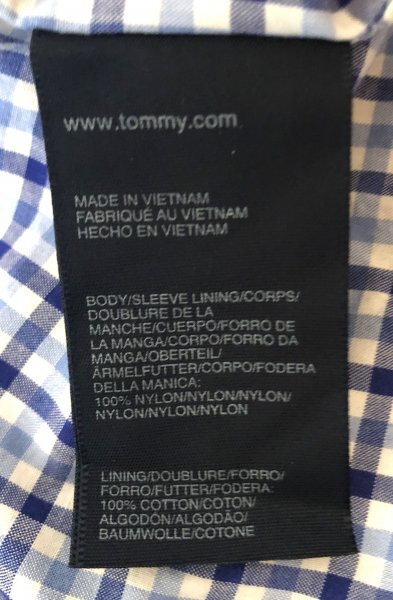 www.tommy.com
MADE IN VIETNAM
FABRIQUÉ AU VIETNAM
HECHO EN VIETNAM
BODY/SLEEVE LINING/CORPS/
DOUBLURE DE LA
MANCHE/CUERPO/FORRO DE
LA MANGA/CORPO/FORRO DA
MANGA/OBERTEIL/
ÄRMELFUTTER/CORPO/FODERA
DELLA MANICA:
100% NYLON/NYLON/NYLON/
NYLON/NYLON/NYLON
LINING/DOUBLURE/FORRO/
FORRO/FUTTER/FODERA:
100% COTTON/COTON/
ALGODÓN/ALGODÃO/
BAUMWOLLE/COTONE